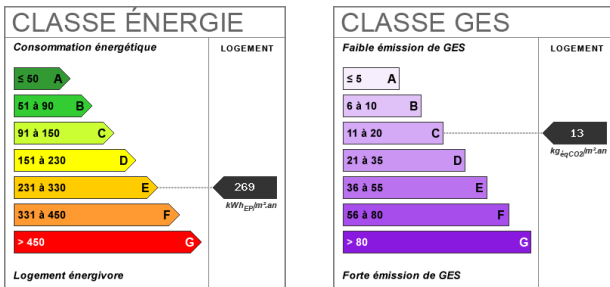 CLASSE ÉNERGIE
Consommation énergétique
LOGEMENT
≤ 50 A
51 à 90 B
91 à 150 C
151 à 230 D
231 à 330 E
269
kWhEP/m².an
331 à 450 F
> 450 G
Logement énergivore
CLASSE GES
Faible émission de GES
LOGEMENT
≤ 5 A
6 à 10 B
11 à 20 C
13
kgéqCO2/m².an
21 à 35 D
36 à 55 E
56 à 80 F
> 80 G
Forte émission de GES